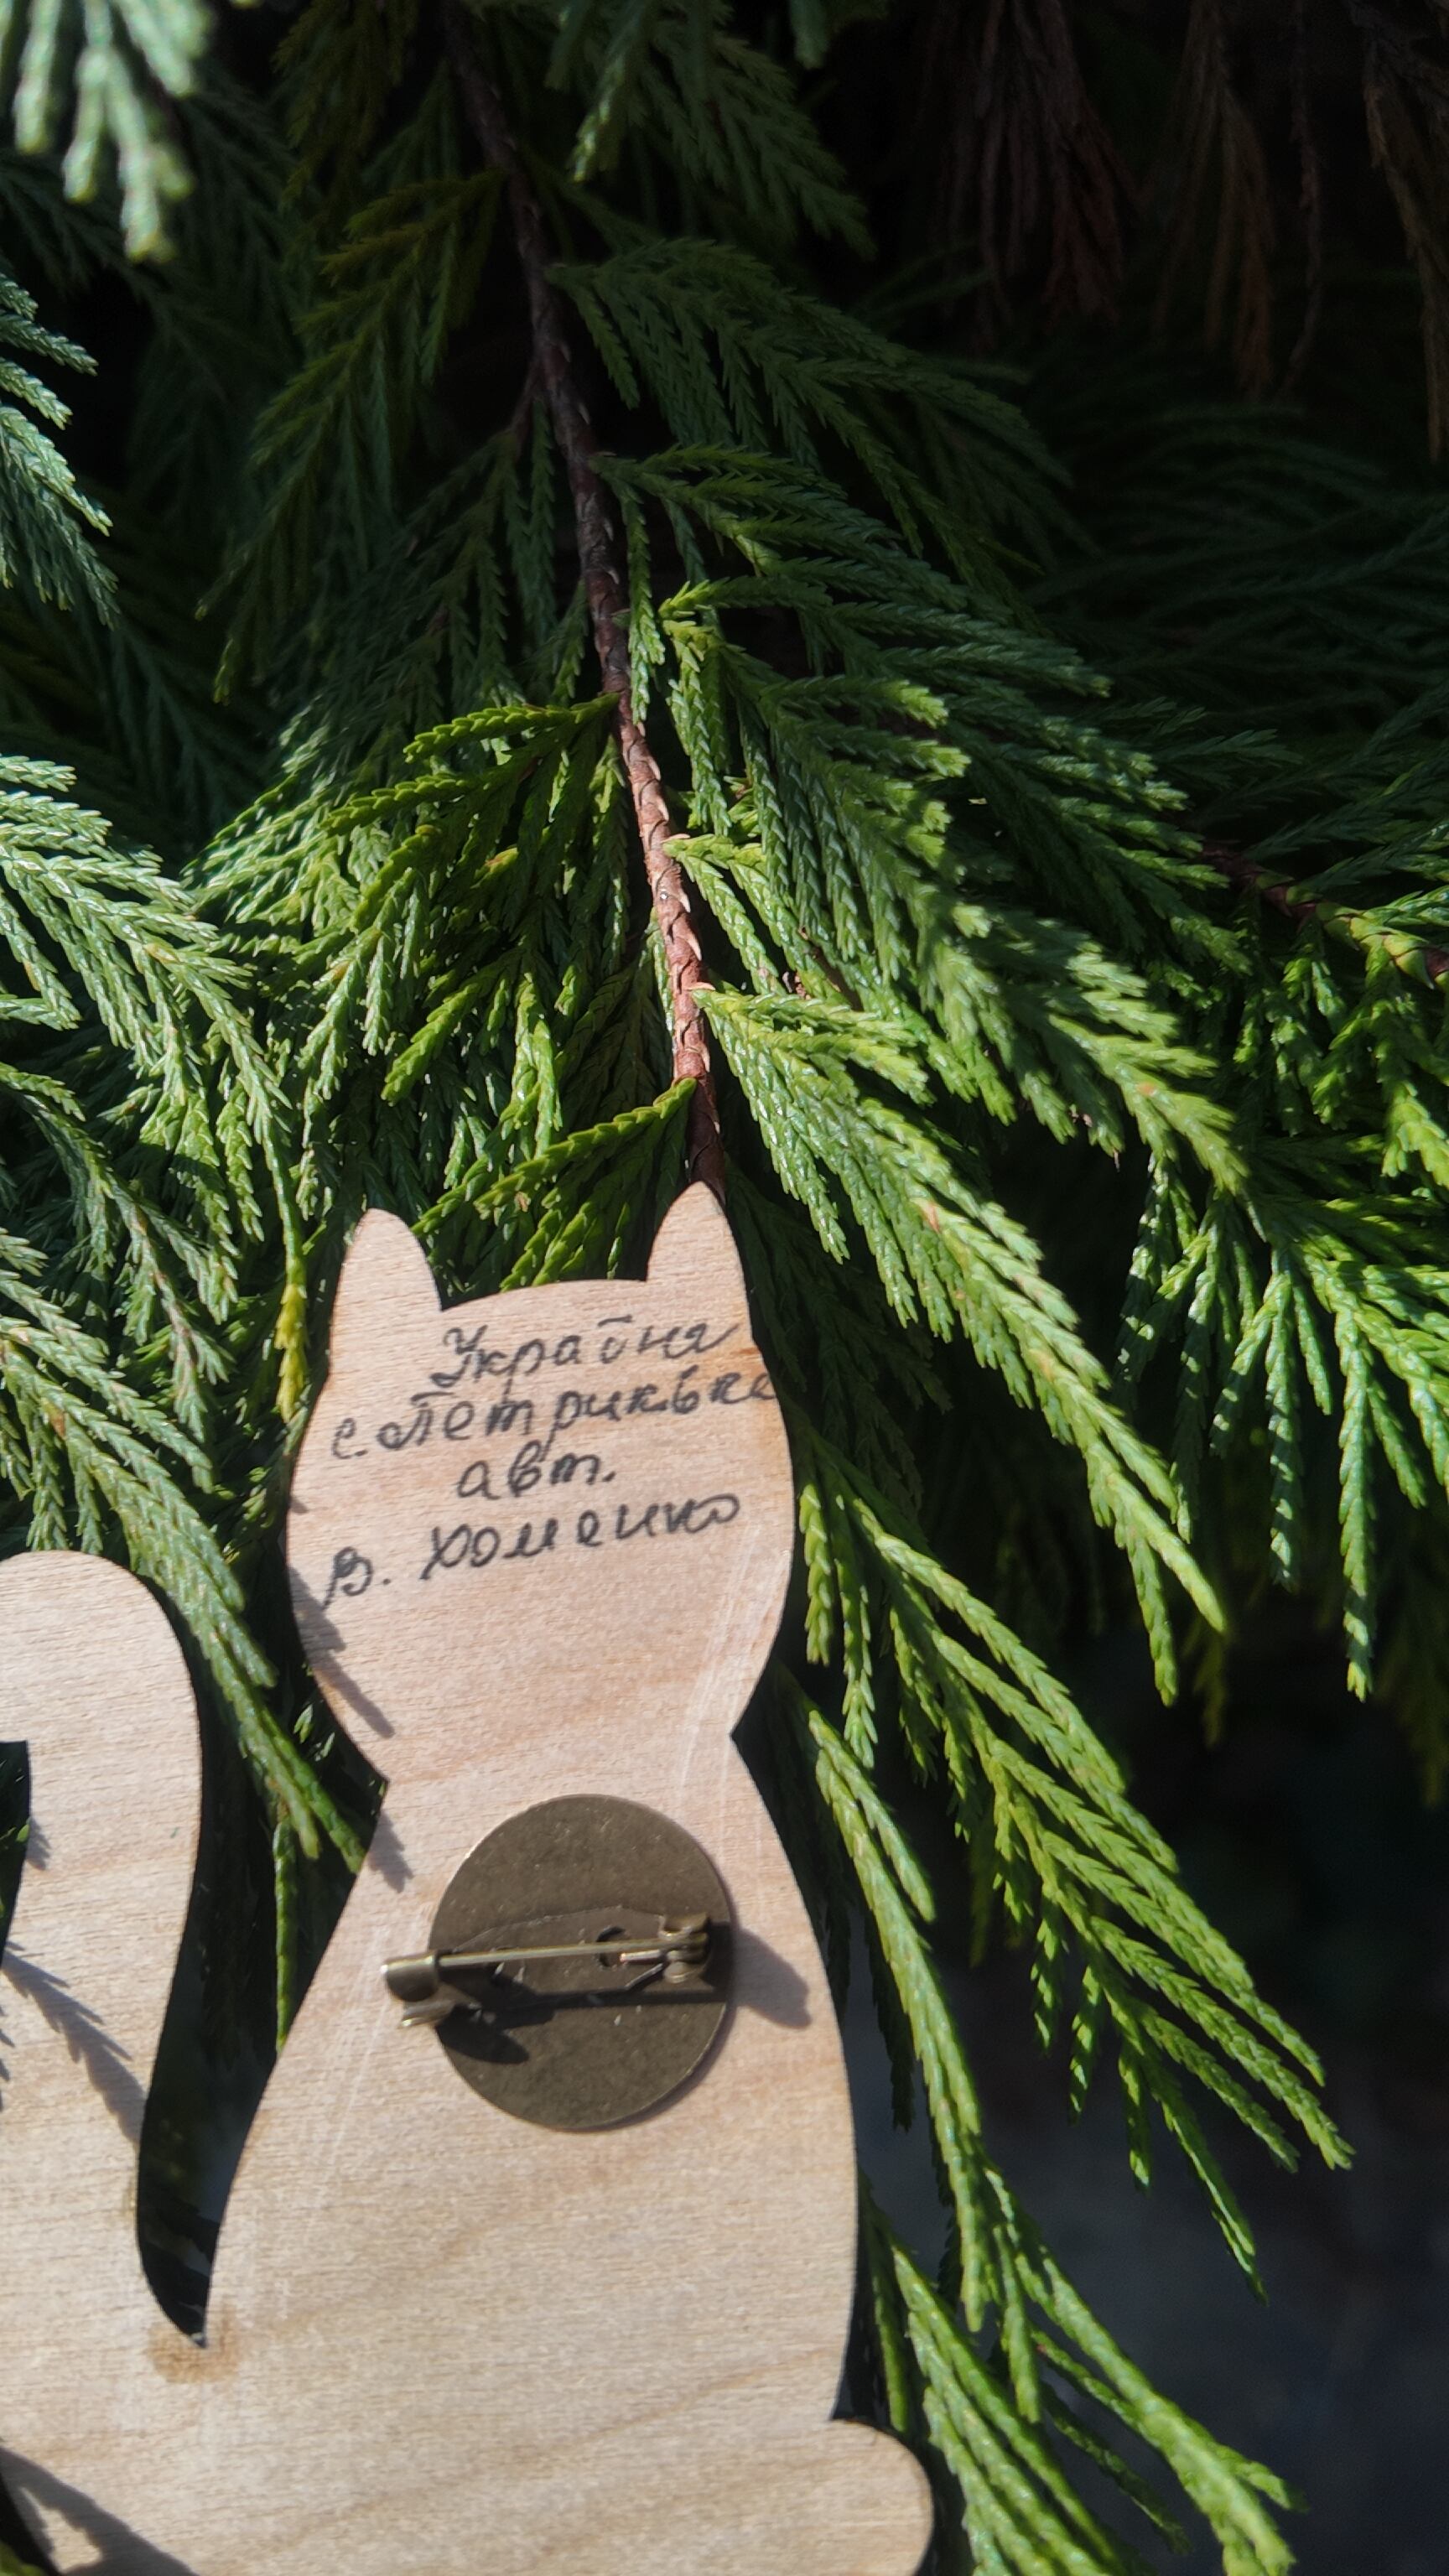 Україна
с. Петриківка
авт.
В. Хоменко